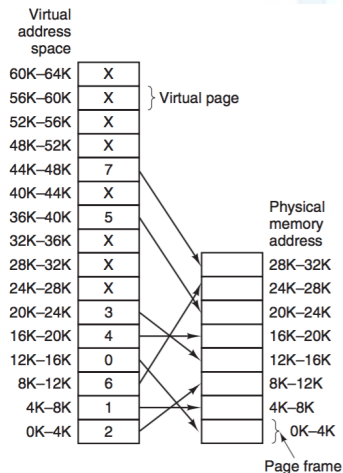 Virtual
address
space
60K–64K X
56K–60K X Virtual page
52K–56K X
48K–52K X
44K–48K 7
40K–44K X
36K–40K 5
32K–36K X
28K–32K X
24K–28K X
20K–24K 3
16K–20K 4
12K–16K 0
8K–12K 6
4K–8K 1
0K–4K 2
Physical
memory
address
28K–32K
24K–28K
20K–24K
16K–20K
12K–16K
8K–12K
4K–8K
0K–4K
Page frame